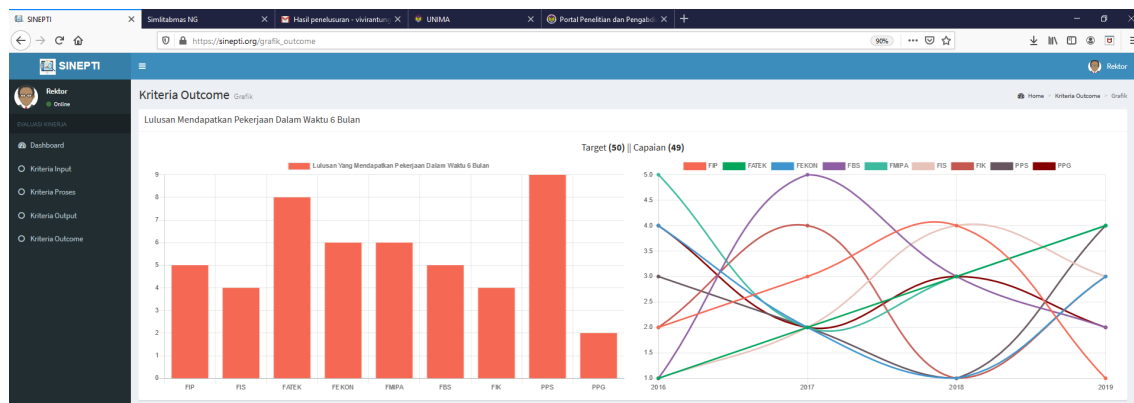 SINEPTI
Simlitabmas NG
Hasil penelusuran - vivirantung
UNIMA
Portal Penelitian dan Pengabdi
https://sinepti.org/grafik_outcome
90%
SINEPTI
Rektor
Rektor
Online
EVALUASI KINERJA
Dashboard
Kriteria Input
Kriteria Proses
Kriteria Output
Kriteria Outcome
Kriteria Outcome Grafik
Home > Kriteria Outcome > Grafik
Lulusan Mendapatkan Pekerjaan Dalam Waktu 6 Bulan
Target (50) || Capaian (49)
Lulusan Yang Mendapatkan Pekerjaan Dalam Waktu 6 Bulan
9
8
7
6
5
4
3
2
1
0
FIP FIS FATEK FEKON FMIPA FBS FIK PPS PPG
FIP FATEK FEKON FBS FMIPA FIS FIK PPS PPG
5.0
4.5
4.0
3.5
3.0
2.5
2.0
1.5
1.0
2016 2017 2018 2019